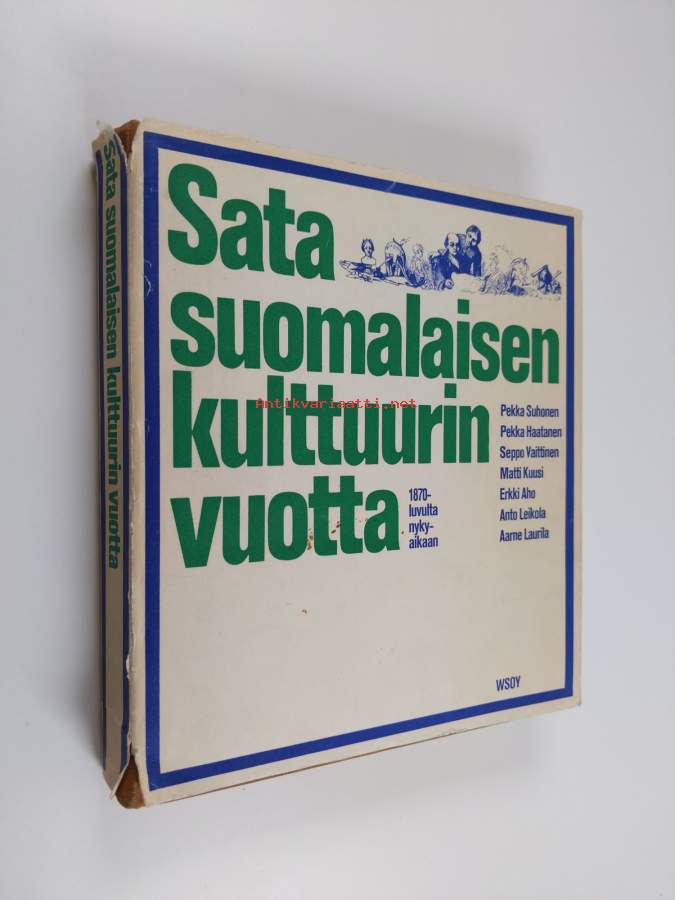 Sata suomalaisen kulttuurin vuotta
Sata
suomalaisen
kulttuurin
vuotta
1870-
luvulta
nyky-
aikaan
Pekka Suhonen
Pekka Haatanen
Seppo Vaittinen
Matti Kuusi
Erkki Aho
Anto Leikola
Aarne Laurila
WSOY
Antikvariaatti.net